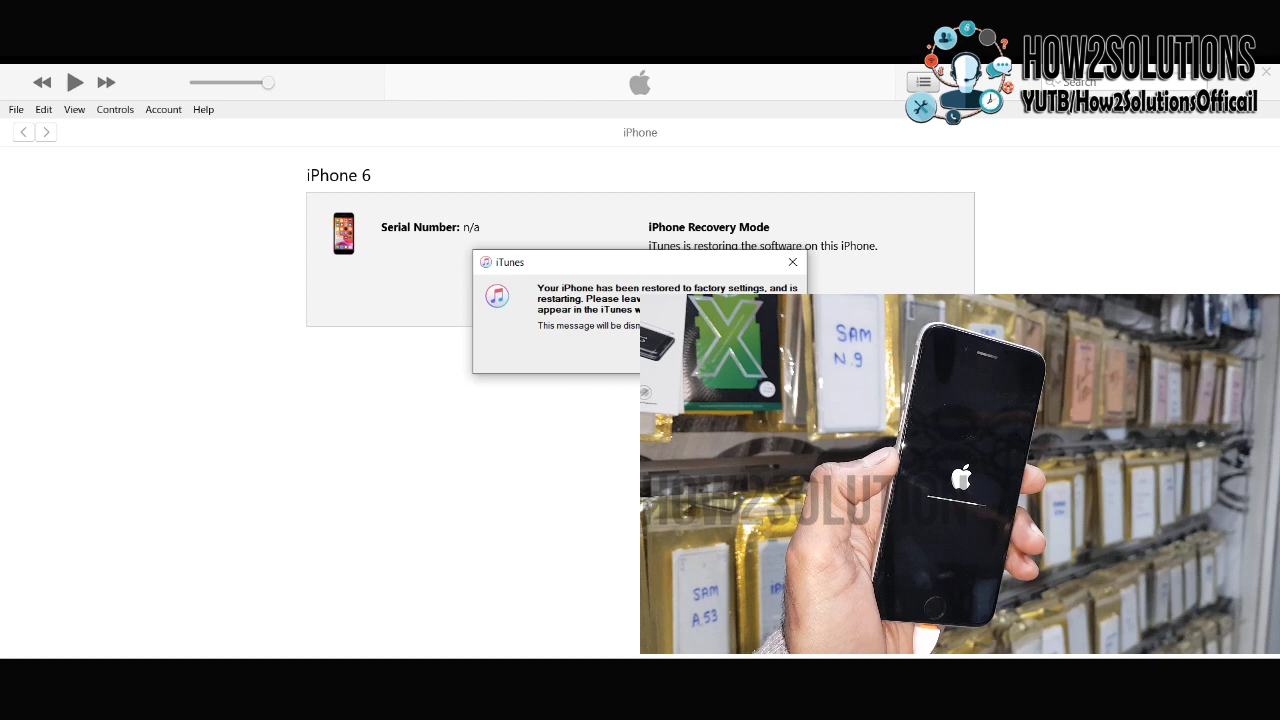 HOW2SOLUTIONS
YUTB/How2SolutionsOfficail
Search
File Edit View Controls Account Help
iPhone
iPhone 6
Serial Number: n/a
iPhone Recovery Mode
iTunes is restoring the software on this iPhone.
iTunes
Your iPhone has been restored to factory settings, and is
restarting. Please
appear in the iTunes
This message will be
SAM
N.9
X
HOW2SOLUTION
SAM
A.53